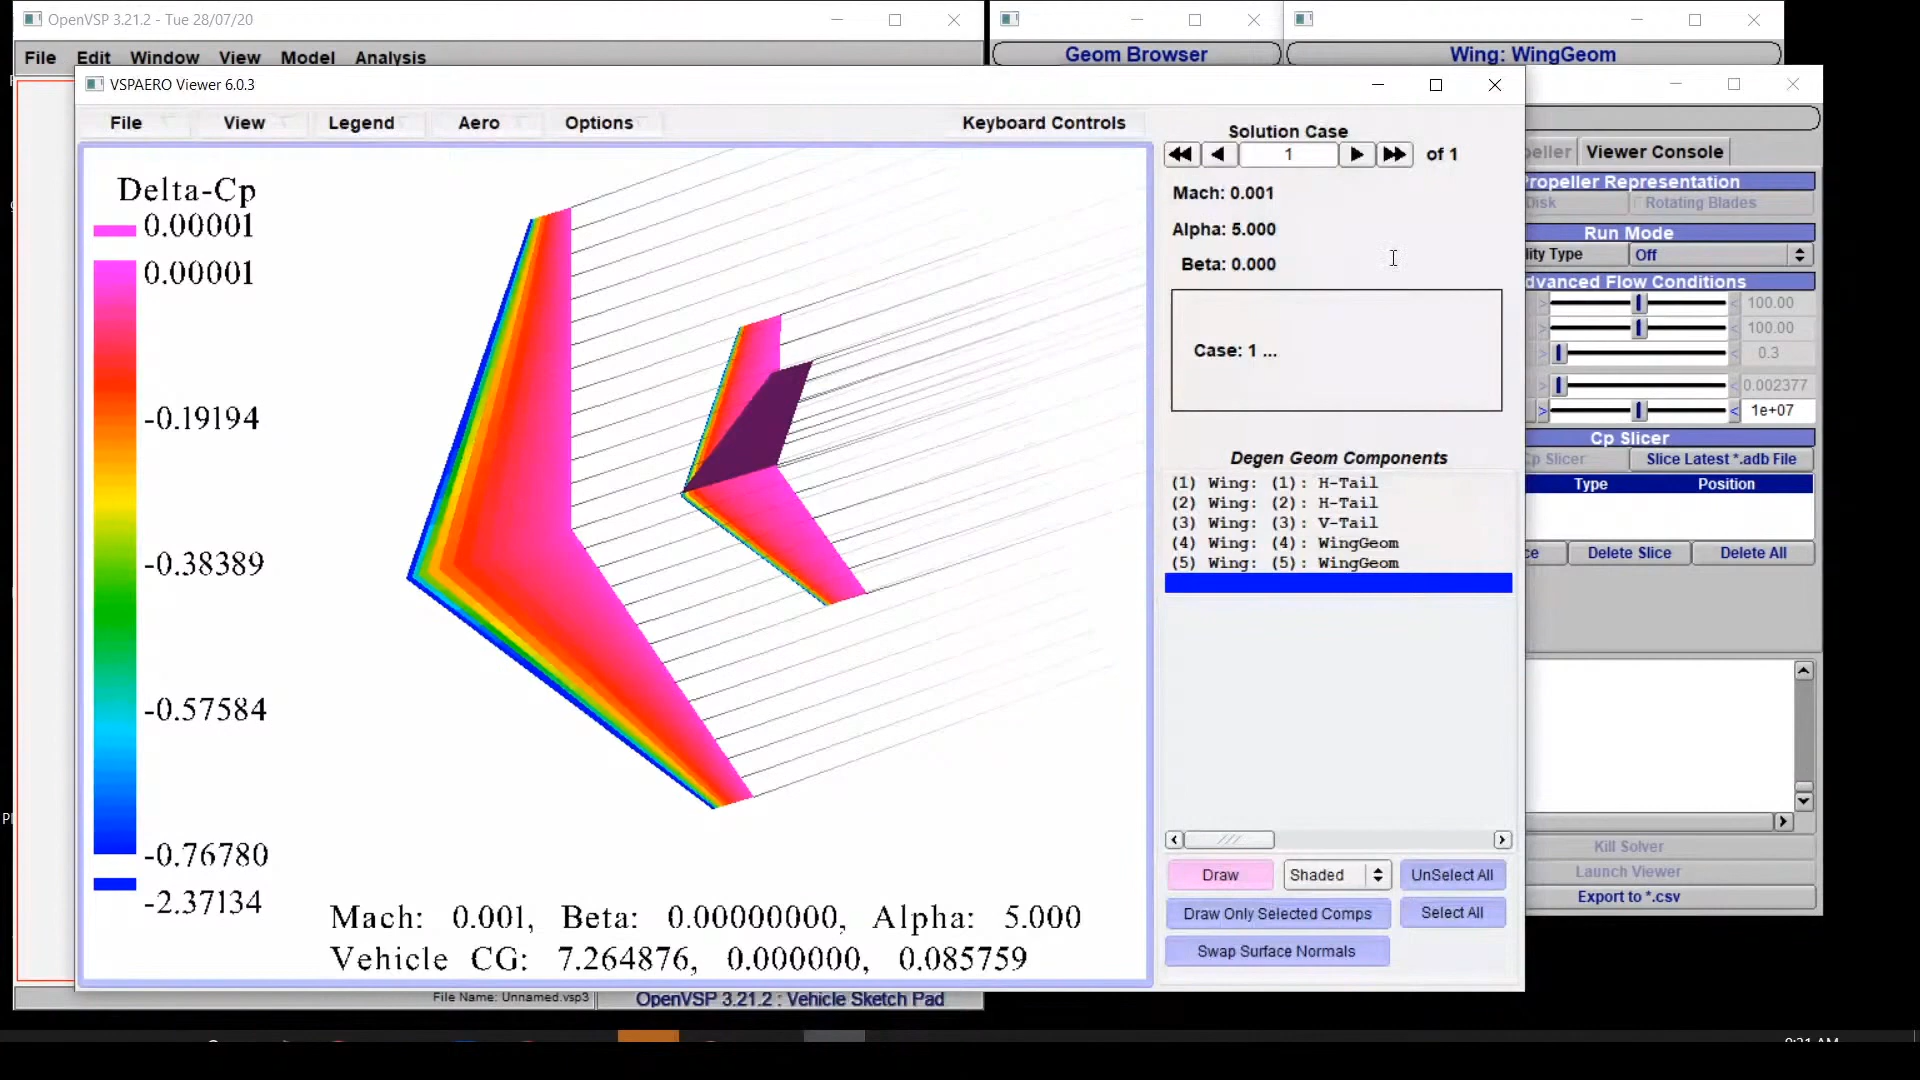 OpenVSP 3.21.2 - Tue 28/07/20
File Edit Window View Model Analysis
Geom Browser
Wing: WingGeom
VSPAERO Viewer 6.0.3
File View Legend Aero Options Keyboard Controls
Solution Case
1
of 1
Mach: 0.001
Alpha: 5.000
Beta: 0.000
Case: 1 ...
Degen Geom Components
(1) Wing: (1): H-Tail
(2) Wing: (2): H-Tail
(3) Wing: (3): V-Tail
(4) Wing: (4): WingGeom
(5) Wing: (5): WingGeom
Draw
Shaded
UnSelect All
Draw Only Selected Comps
Select All
Swap Surface Normals
Delta-Cp
0.00001
0.00001
-0.19194
-0.38389
-0.57584
-0.76780
-2.37134
Mach: 0.001, Beta: 0.00000000, Alpha: 5.000
Vehicle CG: 7.264876, 0.000000, 0.085759
Viewer Console
Propeller Representation
Disk
Rotating Blades
Run Mode
Off
Advanced Flow Conditions
100.00
100.00
0.3
0.002377
1e+07
Cp Slicer
Slice Latest *.adb File
Type Position
Delete Slice
Delete All
Kill Solver
Launch Viewer
Export to *.csv
File Name: Unnamed.vsp3
OpenVSP 3.21.2 : Vehicle Sketch Pad